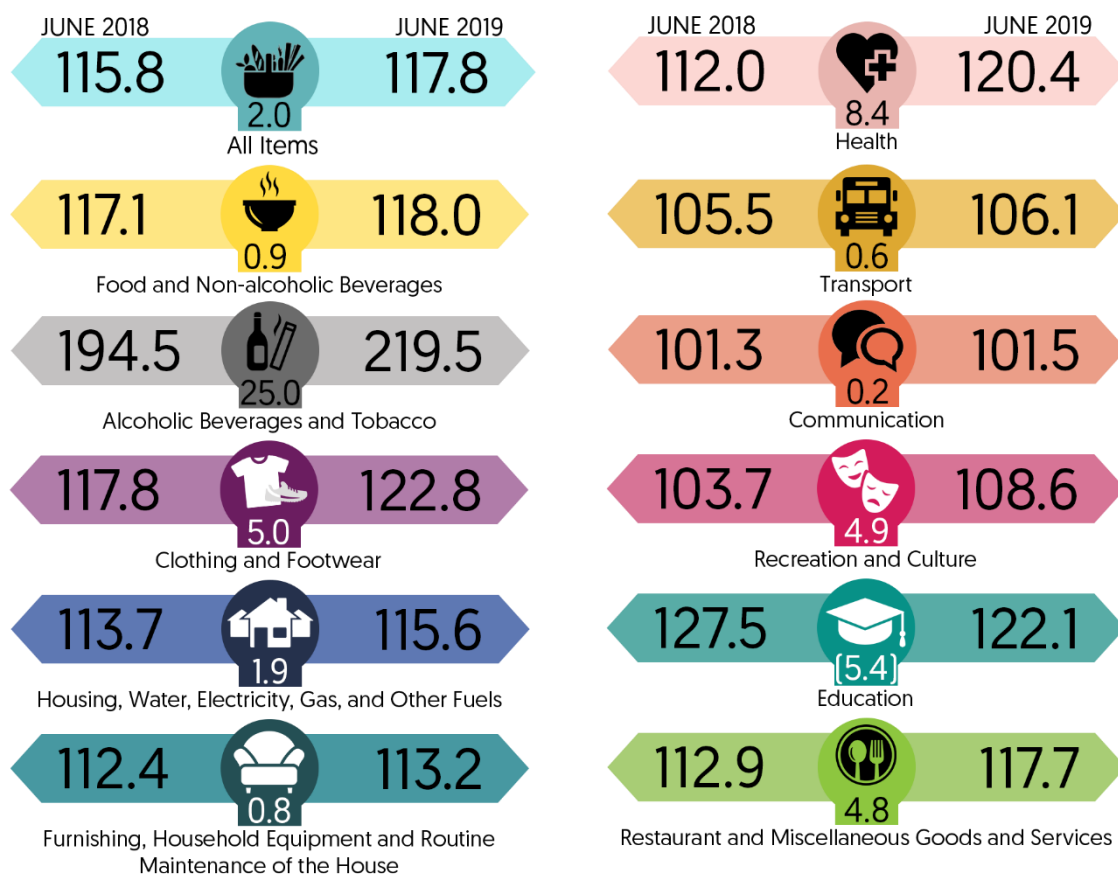 JUNE 2018 JUNE 2019
115.8 117.8
2.0
All Items
117.1 118.0
0.9
Food and Non-alcoholic Beverages
194.5 219.5
25.0
Alcoholic Beverages and Tobacco
117.8 122.8
5.0
Clothing and Footwear
113.7 115.6
1.9
Housing, Water, Electricity, Gas, and Other Fuels
112.4 113.2
0.8
Furnishing, Household Equipment and Routine
Maintenance of the House
JUNE 2018 JUNE 2019
112.0 120.4
8.4
Health
105.5 106.1
0.6
Transport
101.3 101.5
0.2
Communication
103.7 108.6
4.9
Recreation and Culture
127.5 122.1
(5.4)
Education
112.9 117.7
4.8
Restaurant and Miscellaneous Goods and Services